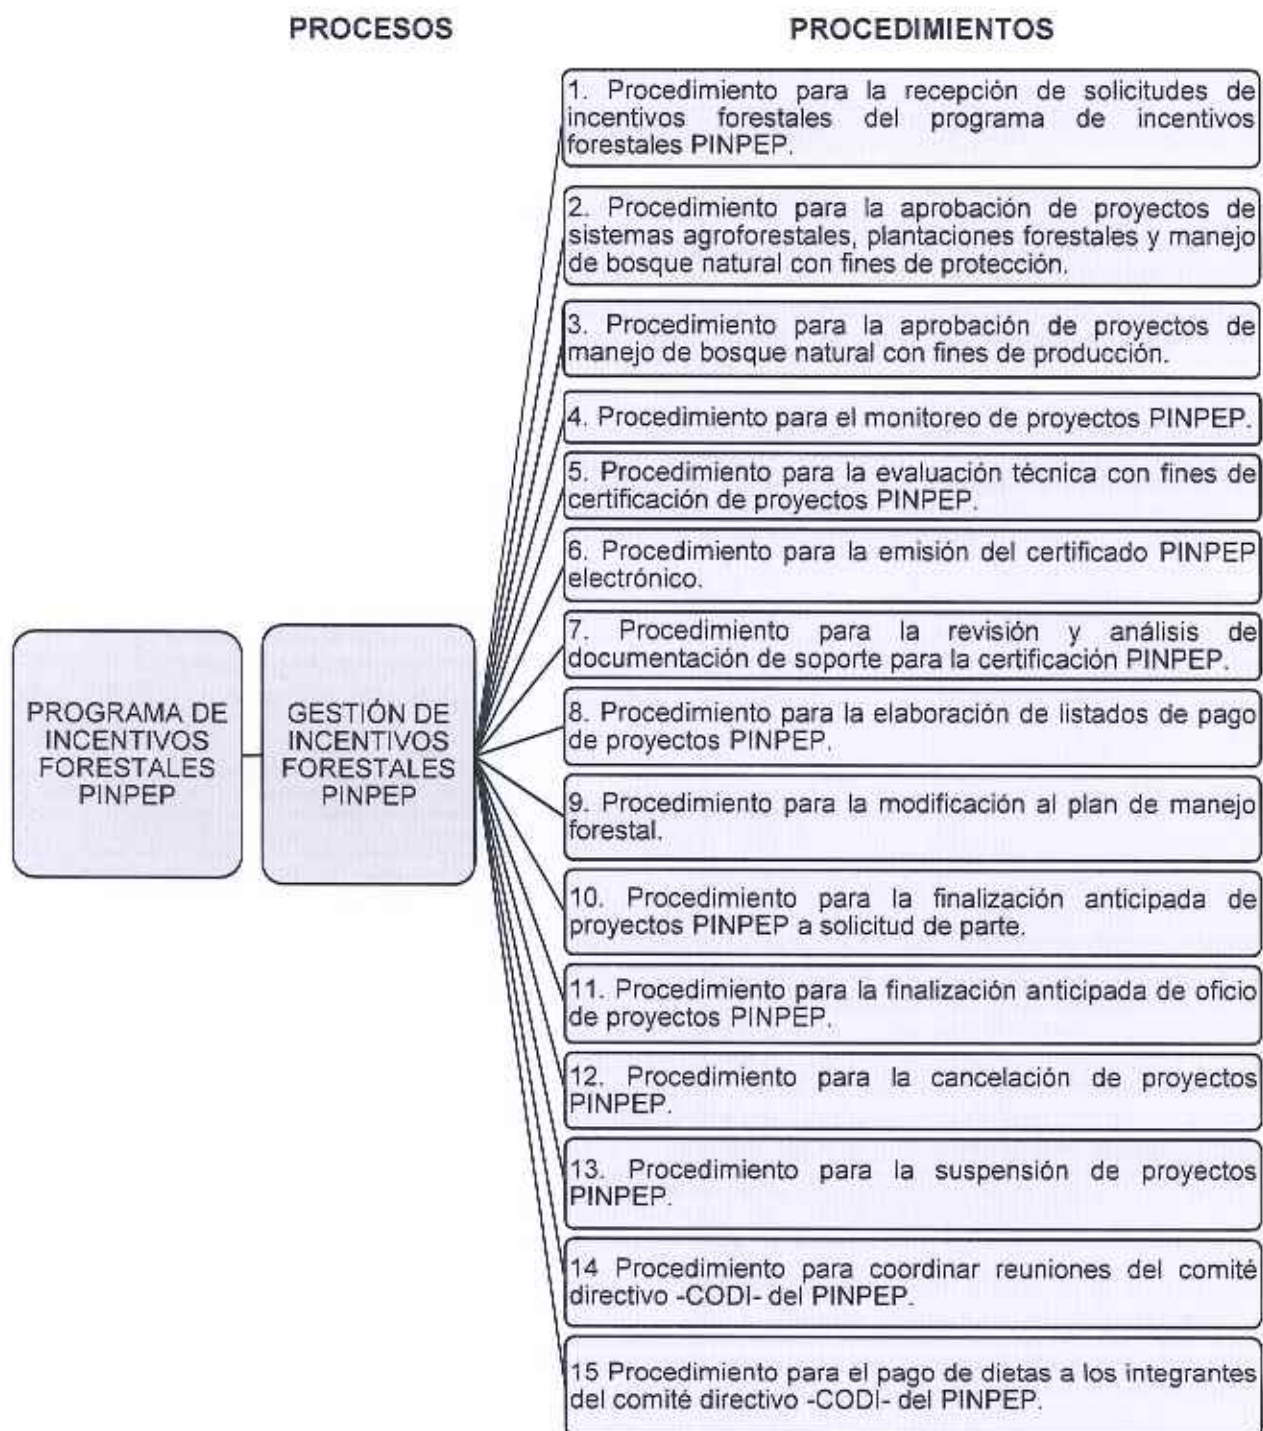 PROCESOS
PROCEDIMIENTOS
PROGRAMA DE
INCENTIVOS
FORESTALES
PINPEP
GESTIÓN DE
INCENTIVOS
FORESTALES
PINPEP
1. Procedimiento para la recepción de solicitudes de
incentivos forestales del programa de incentivos
forestales PINPEP.
2. Procedimiento para la aprobación de proyectos de
sistemas agroforestales, plantaciones forestales y manejo
de bosque natural con fines de protección.
3. Procedimiento para la aprobación de proyectos de
manejo de bosque natural con fines de producción.
4. Procedimiento para el monitoreo de proyectos PINPEP.
5. Procedimiento para la evaluación técnica con fines de
certificación de proyectos PINPEP.
6. Procedimiento para la emisión del certificado PINPEP
electrónico.
7. Procedimiento para la revisión y análisis de
documentación de soporte para la certificación PINPEP.
8. Procedimiento para la elaboración de listados de pago
de proyectos PINPEP.
9. Procedimiento para la modificación al plan de manejo
forestal.
10. Procedimiento para la finalización anticipada de
proyectos PINPEP a solicitud de parte.
11. Procedimiento para la finalización anticipada de oficio
de proyectos PINPEP.
12. Procedimiento para la cancelación de proyectos
PINPEP.
13. Procedimiento para la suspensión de proyectos
PINPEP.
14 Procedimiento para coordinar reuniones del comité
directivo -CODI- del PINPEP.
15 Procedimiento para el pago de dietas a los integrantes
del comité directivo -CODI- del PINPEP.